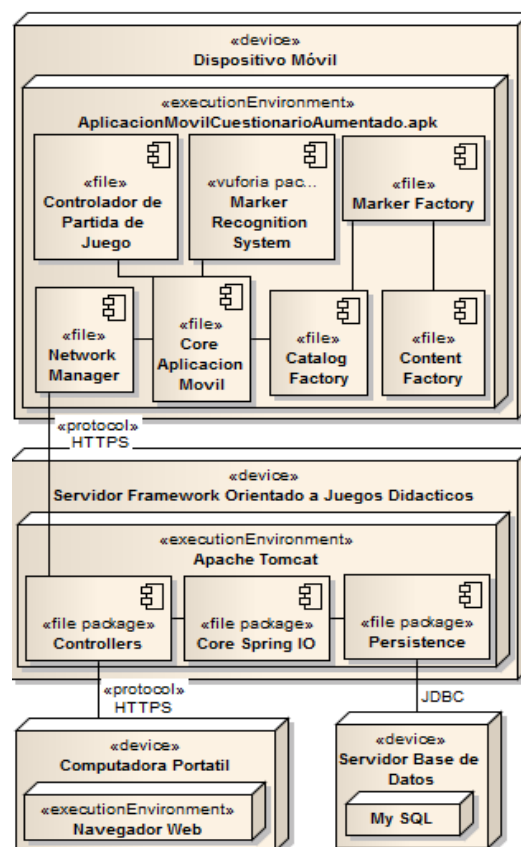 «device»
Dispositivo Móvil
«executionEnvironment»
AplicacionMovilCuestionarioAumentado.apk
«file»
Controlador de
Partida de
Juego
«vuforia pac...
Marker
Recognition
System
«file»
Marker Factory
«file»
Network
Manager
«file»
Core
Aplicacion
Movil
«file»
Catalog
Factory
«file»
Content
Factory
«protocol»
HTTPS
«device»
Servidor Framework Orientado a Juegos Didacticos
«executionEnvironment»
Apache Tomcat
«file package»
Controllers
«file package»
Core Spring IO
«file package»
Persistence
«protocol»
HTTPS
JDBC
«device»
Computadora Portatil
«executionEnvironment»
Navegador Web
«device»
Servidor Base de
Datos
My SQL